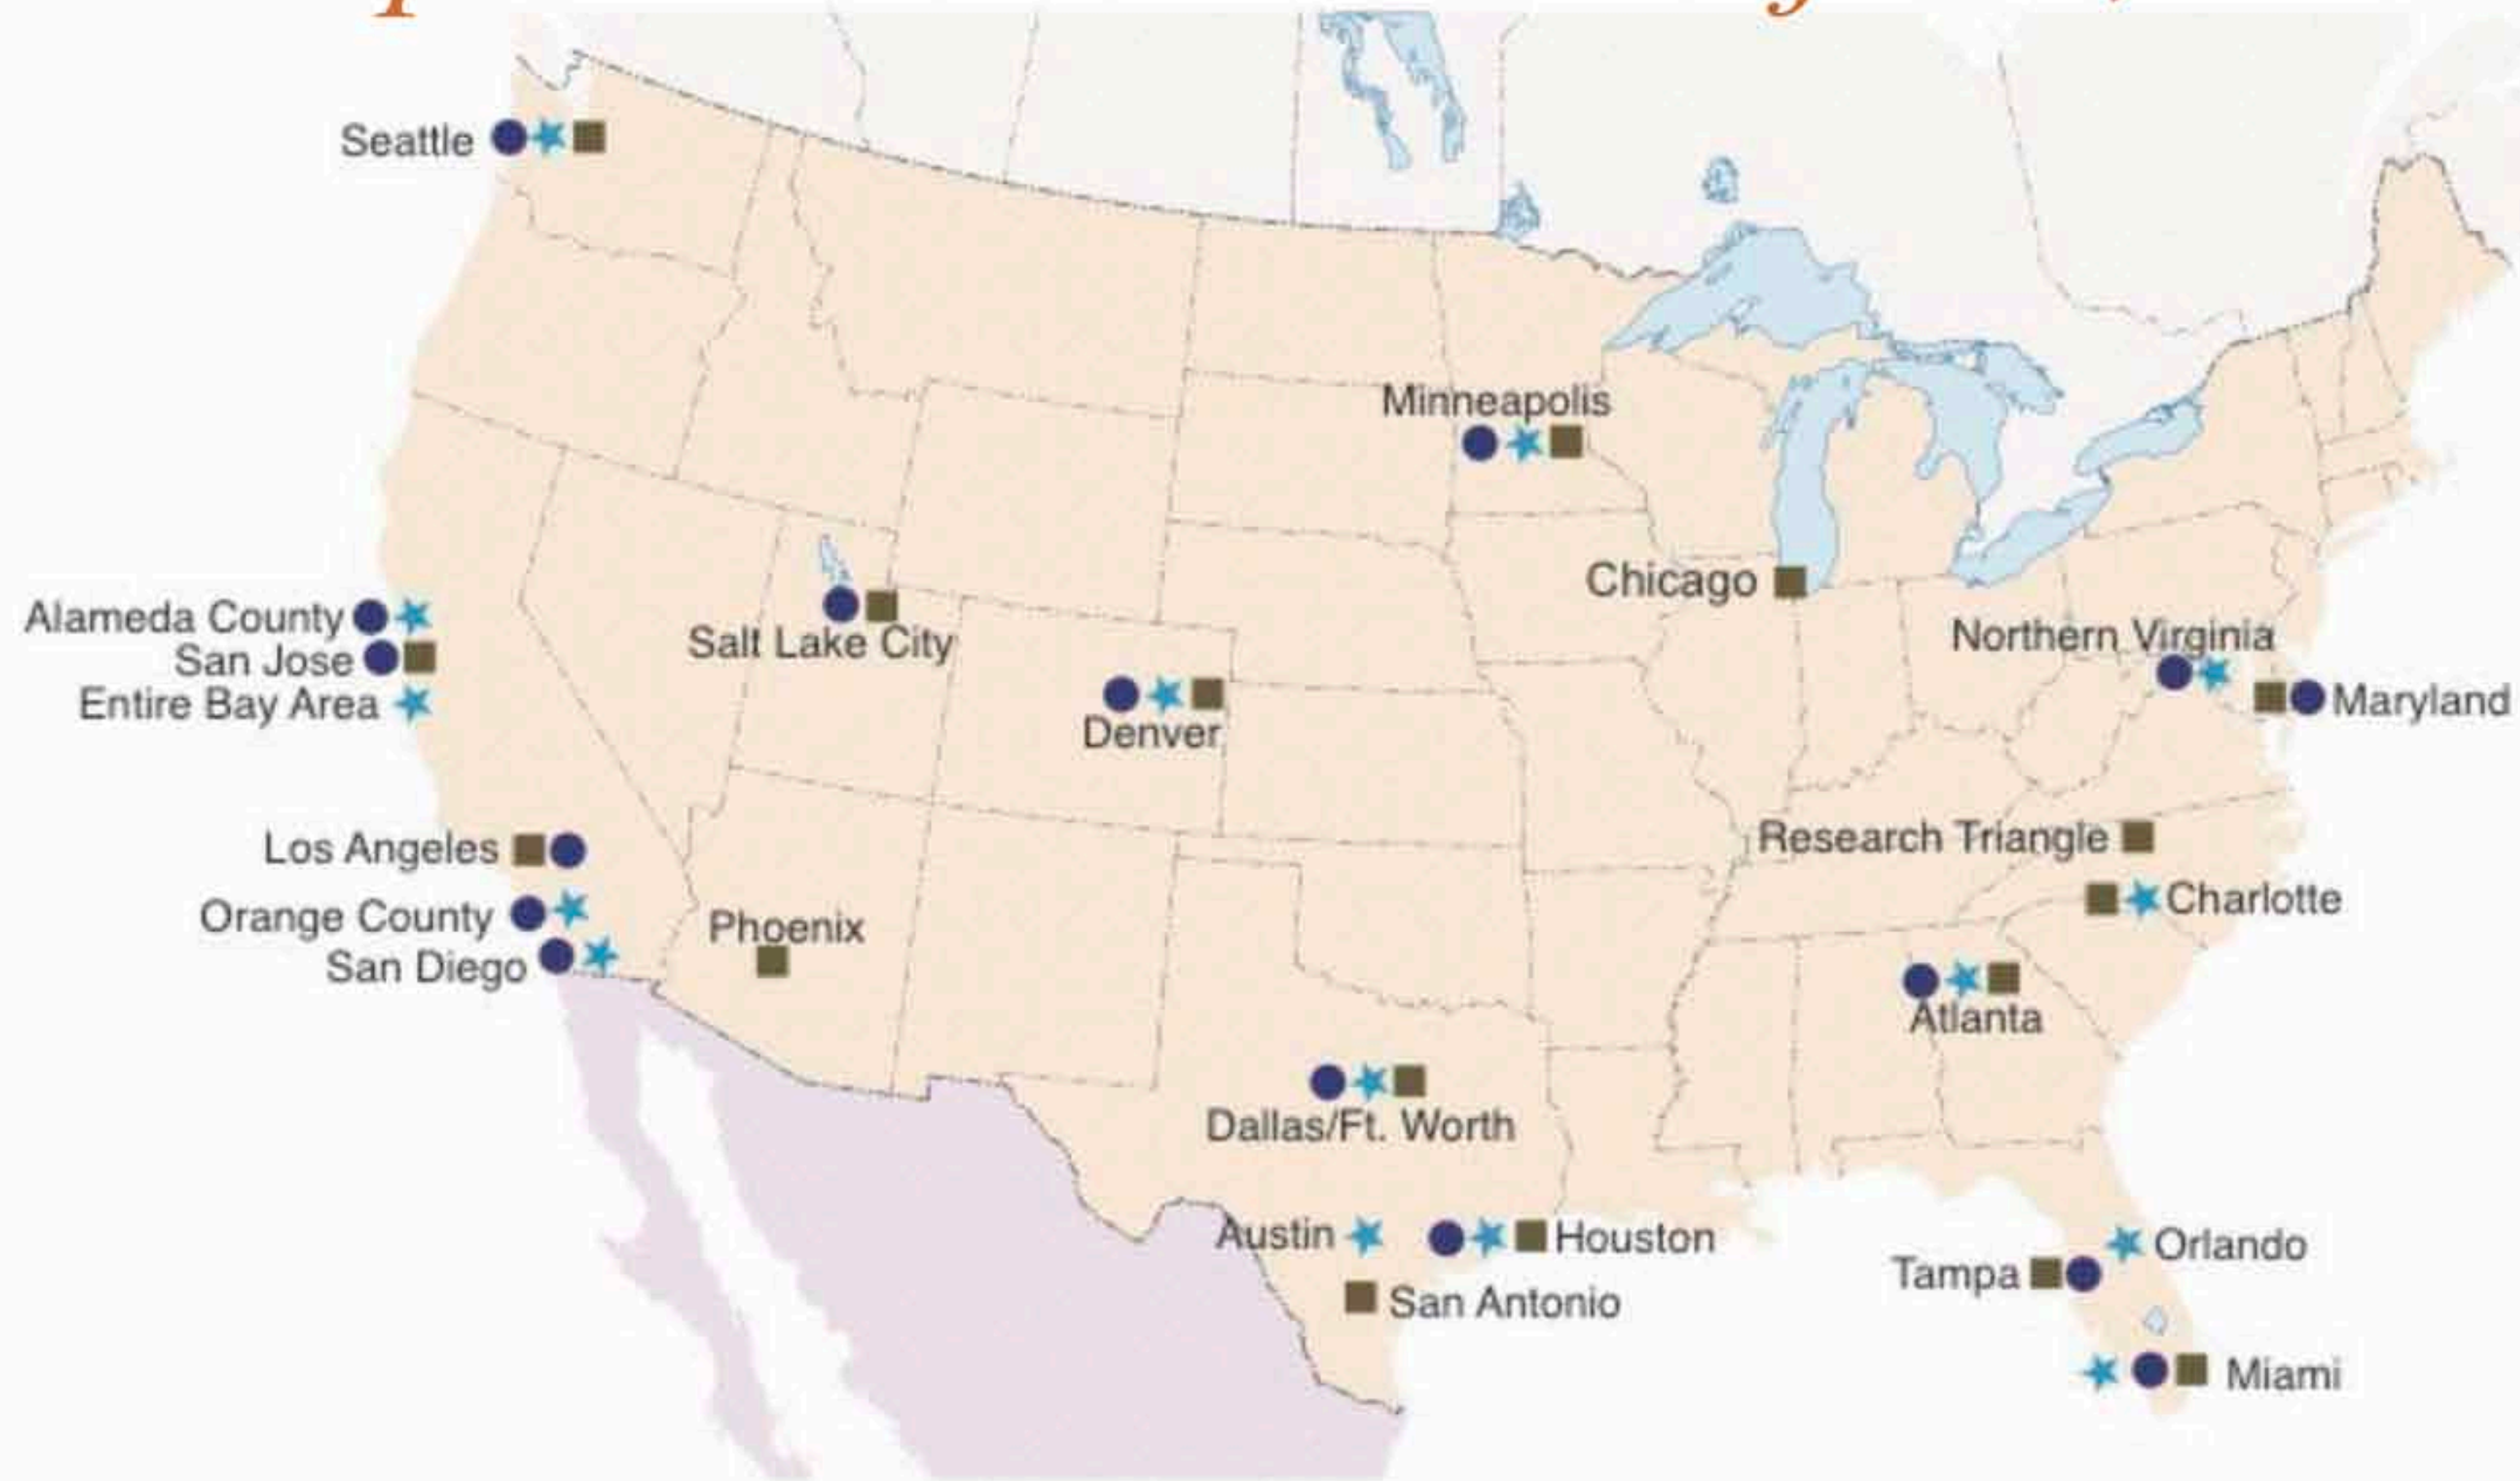 Seattle
Minneapolis
Chicago
Alameda County
Salt Lake City
Northern Virginia
San Jose
Entire Bay Area
Denver
Maryland
Los Angeles
Research Triangle
Orange County
Phoenix
Charlotte
San Diego
Atlanta
Dallas/Ft. Worth
Austin
Houston
Orlando
Tampa
San Antonio
Miami